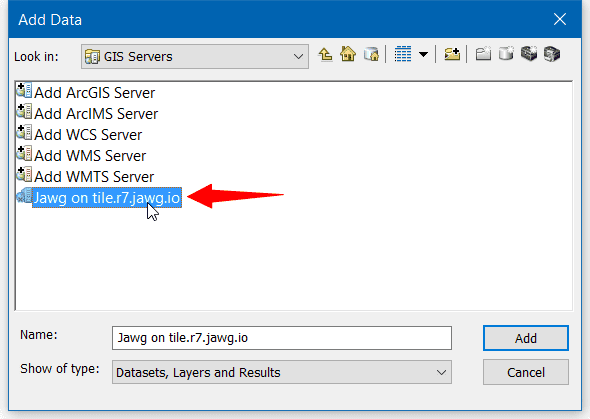 Add Data
Look in: GIS Servers
Add ArcGIS Server
Add ArcIMS Server
Add WCS Server
Add WMS Server
Add WMTS Server
Jawg on tile.r7.jawg.io
Name: Jawg on tile.r7.jawg.io Add
Show of type: Datasets, Layers and Results Cancel